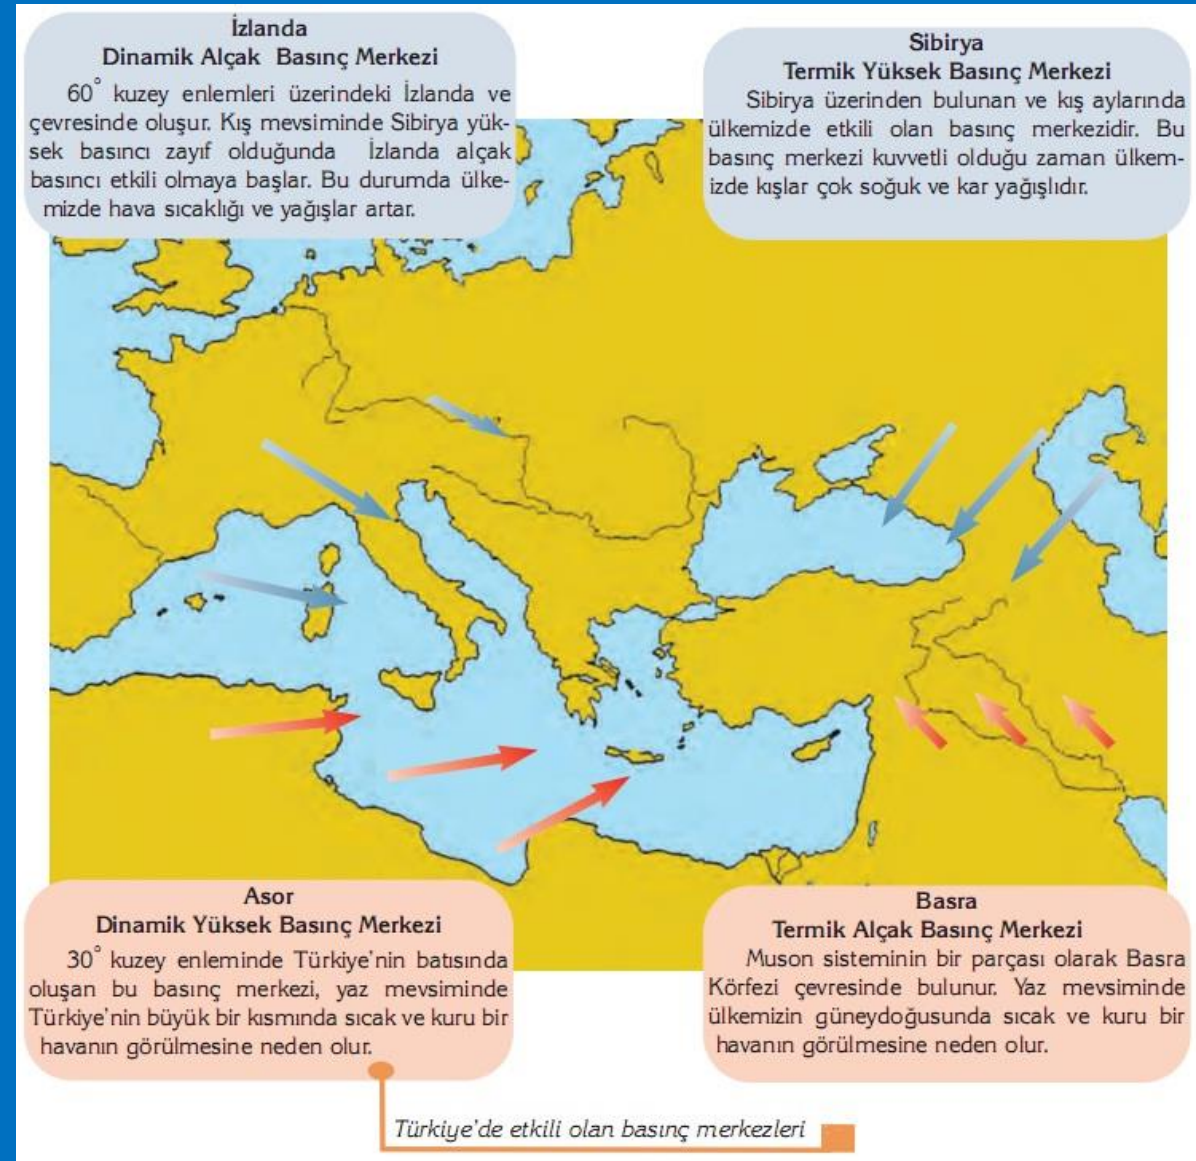 İzlanda
Dinamik Alçak Basınç Merkezi
60° kuzey enlemleri üzerindeki İzlanda ve
çevresinde oluşur. Kış mevsiminde Sibirya yük-
sek basıncı zayıf olduğunda İzlanda alçak
basıncı etkili olmaya başlar. Bu durumda ülke-
mizde hava sıcaklığı ve yağışlar artar.
Sibirya
Termik Yüksek Basınç Merkezi
Sibirya üzerinden bulunan ve kış aylarında
ülkemizde etkili olan basınç merkezidir. Bu
basınç merkezi kuvvetli olduğu zaman ülkem-
izde kışlar çok soğuk ve kar yağışlıdır.
Asor
Dinamik Yüksek Basınç Merkezi
30° kuzey enleminde Türkiye'nin batısında
oluşan bu basınç merkezi, yaz mevsiminde
Türkiye'nin büyük bir kısmında sıcak ve kuru bir
havanın görülmesine neden olur.
Basra
Termik Alçak Basınç Merkezi
Muson sisteminin bir parçası olarak Basra
Körfezi çevresinde bulunur. Yaz mevsiminde
ülkemizin güneydoğusunda sıcak ve kuru bir
havanın görülmesine neden olur.
Türkiye'de etkili olan basınç merkezleri